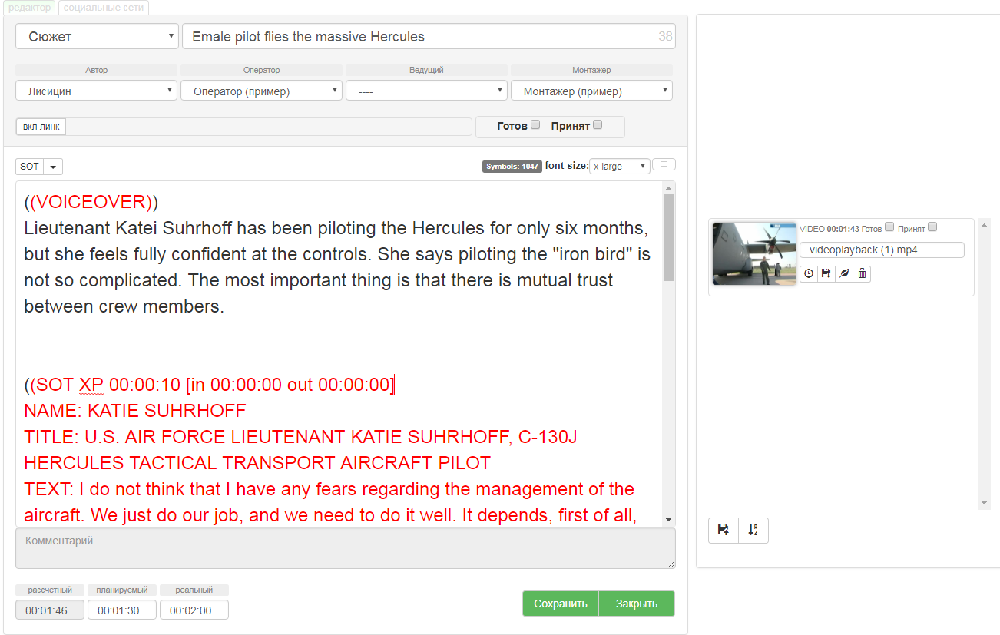 редактор социальные сети
Сюжет Emale pilot flies the massive Hercules 38
Автор Оператор Ведущий Монтажер
Лисицин Оператор (пример) ---- Монтажер (пример)
вкл линк Готов Принят
SOT Symbols: 1047 font-size: x-large
((VOICEOVER))
Lieutenant Katei Suhrhoff has been piloting the Hercules for only six months,
but she feels fully confident at the controls. She says piloting the "iron bird" is
not so complicated. The most important thing is that there is mutual trust
between crew members.
((SOT XP 00:00:10 [in 00:00:00 out 00:00:00]
NAME: KATIE SUHRHOFF
TITLE: U.S. AIR FORCE LIEUTENANT KATIE SUHRHOFF, C-130J
HERCULES TACTICAL TRANSPORT AIRCRAFT PILOT
TEXT: I do not think that I have any fears regarding the management of the
aircraft. We just do our job, and we need to do it well. It depends, first of all,
Комментарий
рассчетный планируемый реальный
00:01:46 00:01:30 00:02:00
Сохранить Закрыть
VIDEO 00:01:43 Готов Принят
videoplayback (1).mp4